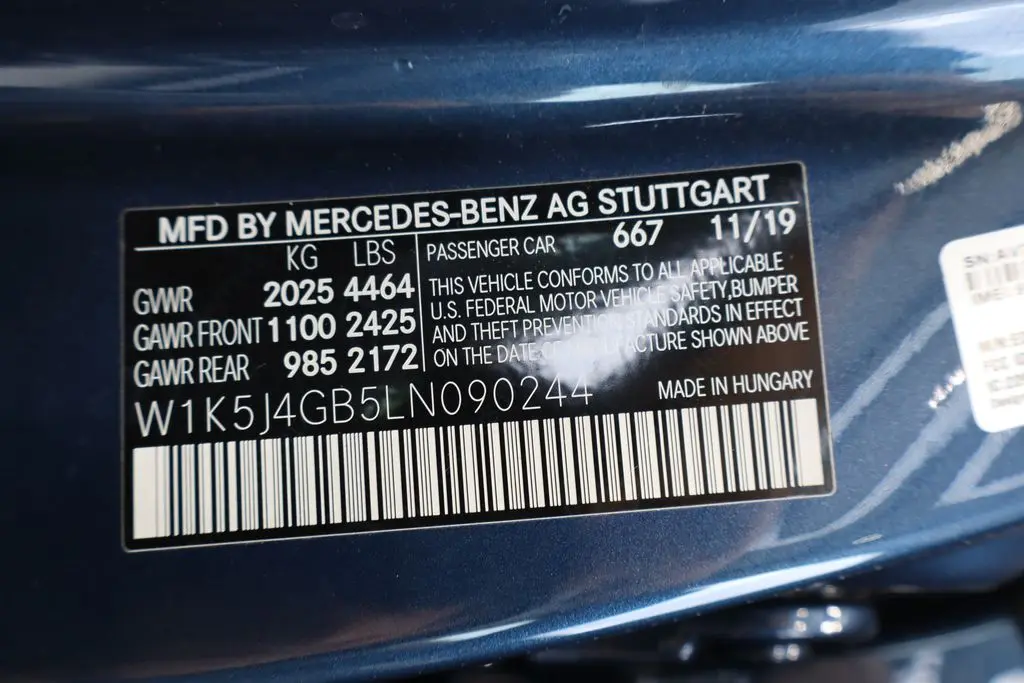 MFD BY MERCEDES-BENZ AG STUTTGART
KG LBS
GVWR 2025 4464
GAWR FRONT 1100 2425
GAWR REAR 985 2172
PASSENGER CAR 667 11/19
THIS VEHICLE CONFORMS TO ALL APPLICABLE
U.S. FEDERAL MOTOR VEHICLE SAFETY,BUMPER
AND THEFT PREVENTION STANDARDS IN EFFECT
ON THE DATE OF MANUFACTURE SHOWN ABOVE
W1K5J4GB5LN090244
MADE IN HUNGARY